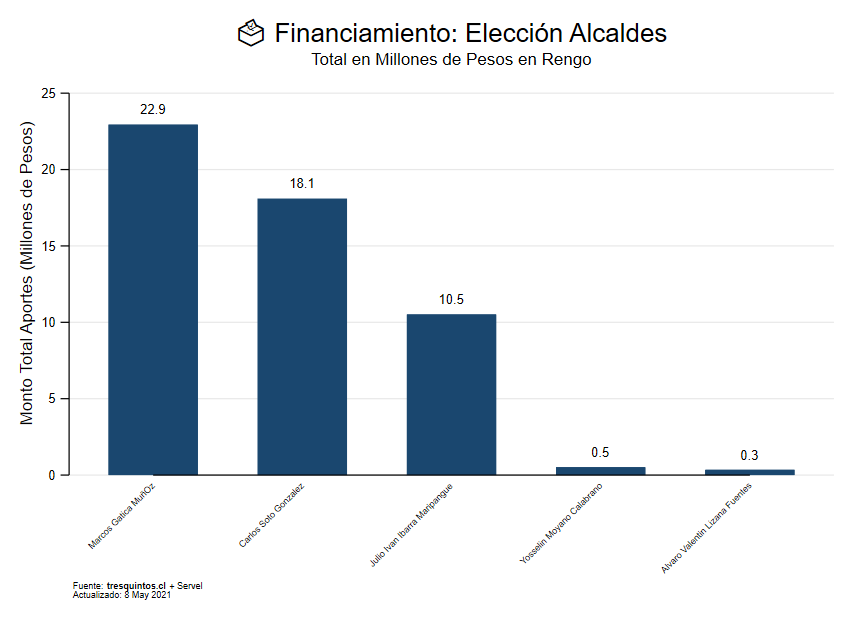 Financiamiento: Elección Alcaldes
Total en Millones de Pesos en Rengo
Monto Total Aportes (Millones de Pesos)
25
20
15
10
5
0
22.9
18.1
10.5
0.5
0.3
Marcos Gatica MuñOz
Carlos Soto Gonzalez
Julio Ivan Ibarra Maripangue
Yosselin Moyano Calabrano
Alvaro Valentin Lizana Fuentes
Fuente: tresquintos.cl + Servel
Actualizado: 8 May 2021